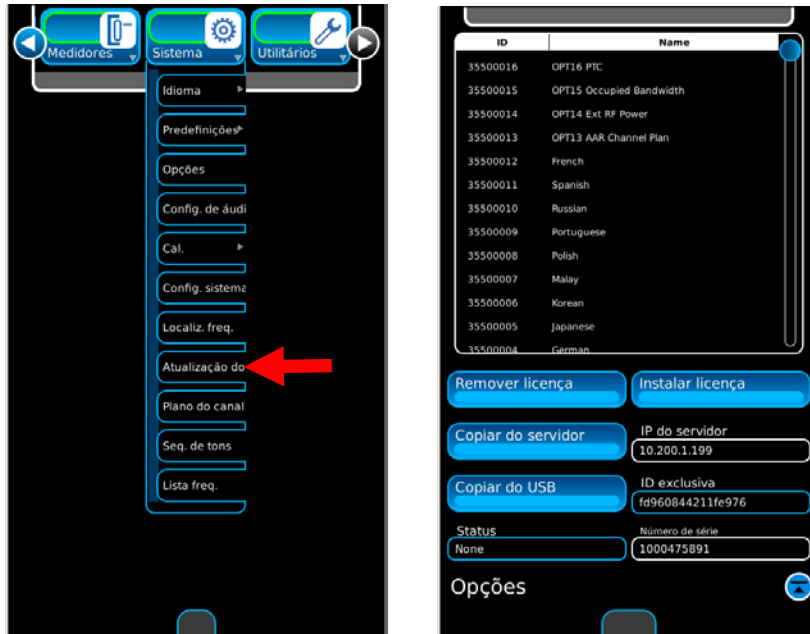 Medidores
Sistema
Utilitários
Idioma
Predefinições
Opções
Config. de áudi
Cal.
Config. sistema
Localiz. freq.
Atualização do
Plano do canal
Seq. de tons
Lista freq.
ID Name
35500016 OPT16 PTC
35500015 OPT15 Occupied Bandwidth
35500014 OPT14 Ext RF Power
35500013 OPT13 AAR Channel Plan
35500012 French
35500011 Spanish
35500010 Russian
35500009 Portuguese
35500008 Polish
35500007 Malay
35500006 Korean
35500005 Japanese
35500004 German
Remover licença Instalar licença
Copiar do servidor IP do servidor
10.200.1.199
Copiar do USB ID exclusiva
fd960844211fe976
Status Número de série
None 1000475891
Opções